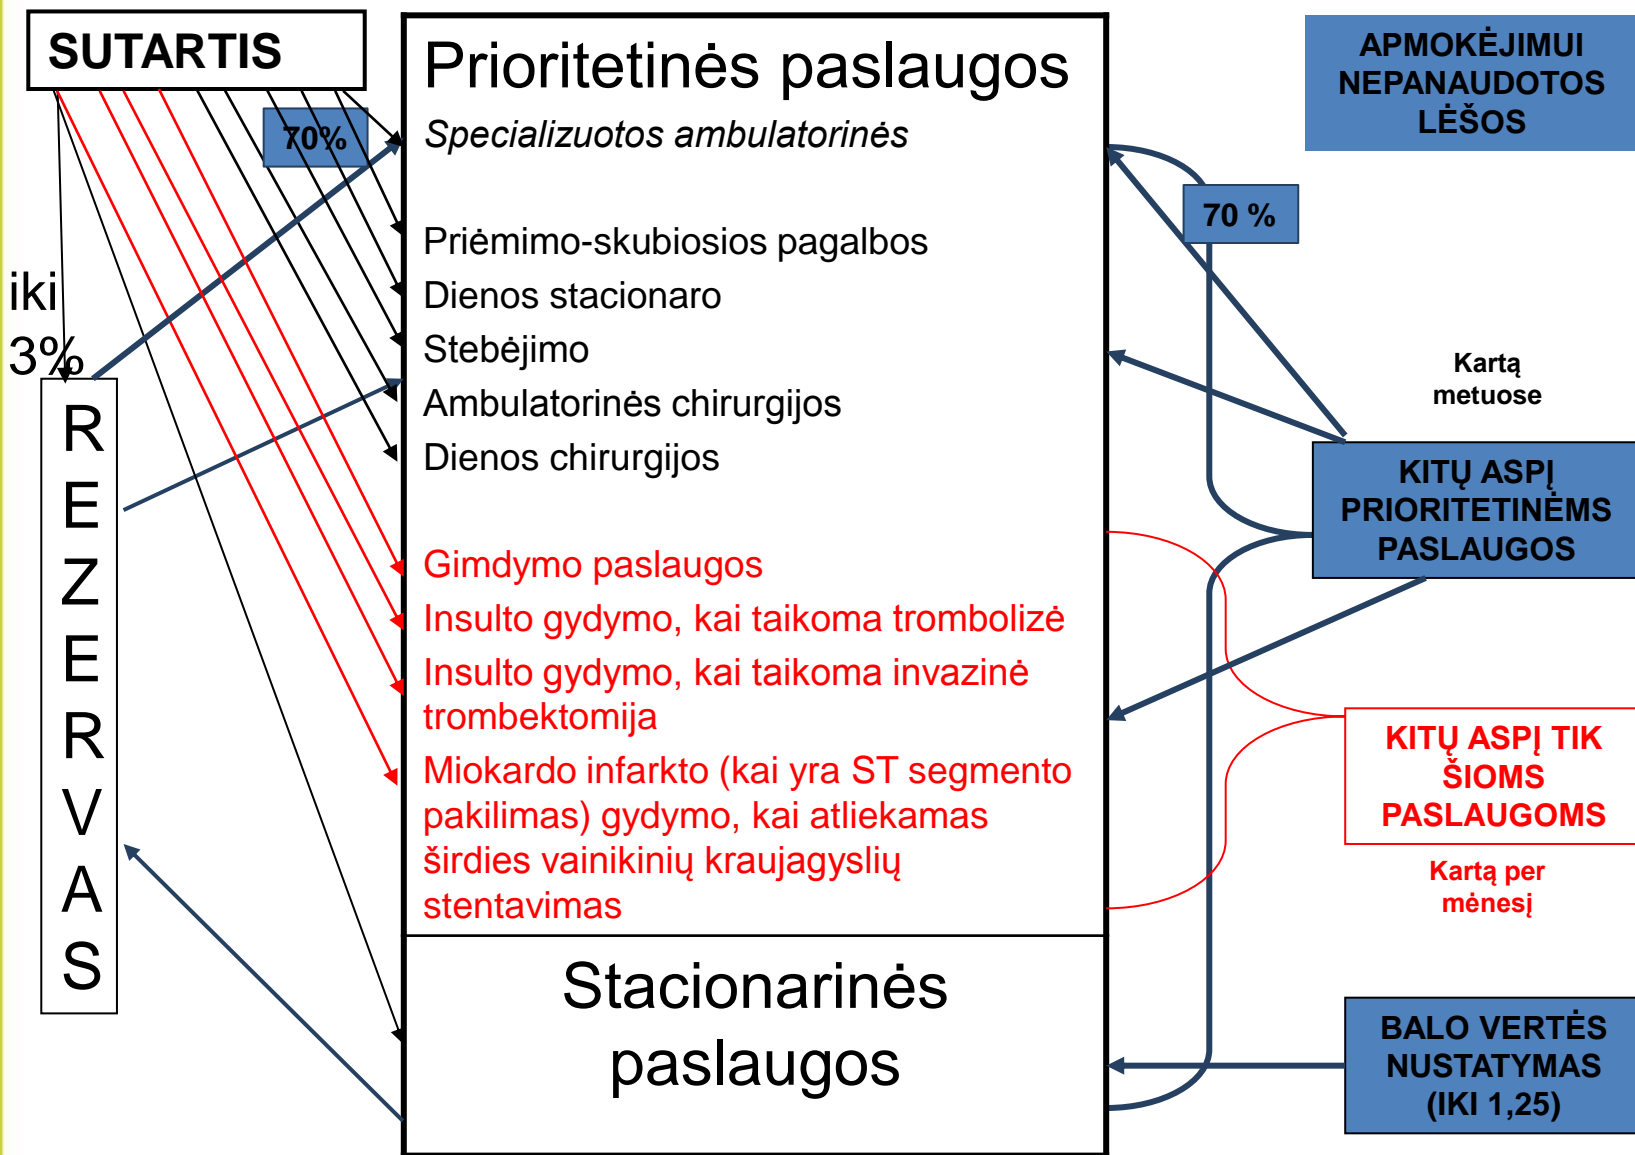 SUTARTIS
70%
iki
3%
R
E
Z
E
R
V
A
S
Prioritetinės paslaugos
Specializuotos ambulatorinės
Priėmimo-skubiosios pagalbos
Dienos stacionaro
Stebėjimo
Ambulatorinės chirurgijos
Dienos chirurgijos
Gimdymo paslaugos
Insulto gydymo, kai taikoma trombolizė
Insulto gydymo, kai taikoma invazinė
trombektomija
Miokardo infarkto (kai yra ST segmento
pakilimas) gydymo, kai atliekamas
širdies vainikinių kraujagyslių
stentavimas
Stacionarinės
paslaugos
APMOKĖJIMUI
NEPANAUDOTOS
LĖŠOS
70 %
Kartą
metuose
KITŲ ASPĮ
PRIORITETINĖMS
PASLAUGOS
KITŲ ASPĮ TIK
ŠIOMS
PASLAUGOMS
Kartą per
mėnesį
BALO VERTĖS
NUSTATYMAS
(IKI 1,25)